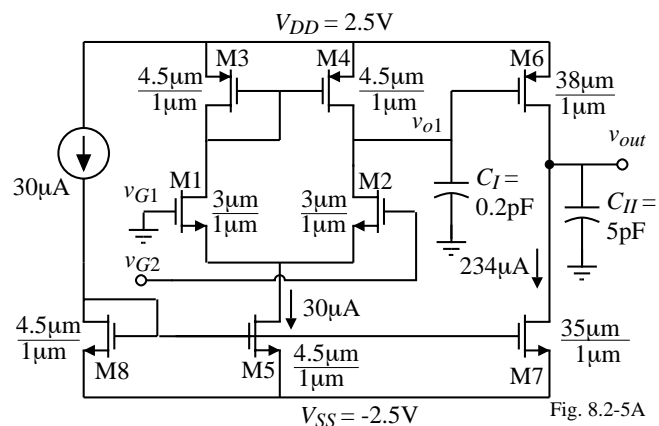 V_DD = 2.5V
M3
M4
M6
4.5μm
1μm
4.5μm
1μm
38μm
1μm
v_o1
v_out
30μA
v_G1
M1
3μm
1μm
3μm
1μm
M2
C_I =
0.2pF
C_II =
5pF
v_G2
234μA
30μA
4.5μm
1μm
M8
M5
4.5μm
1μm
35μm
1μm
M7
V_SS = -2.5V
Fig. 8.2-5A